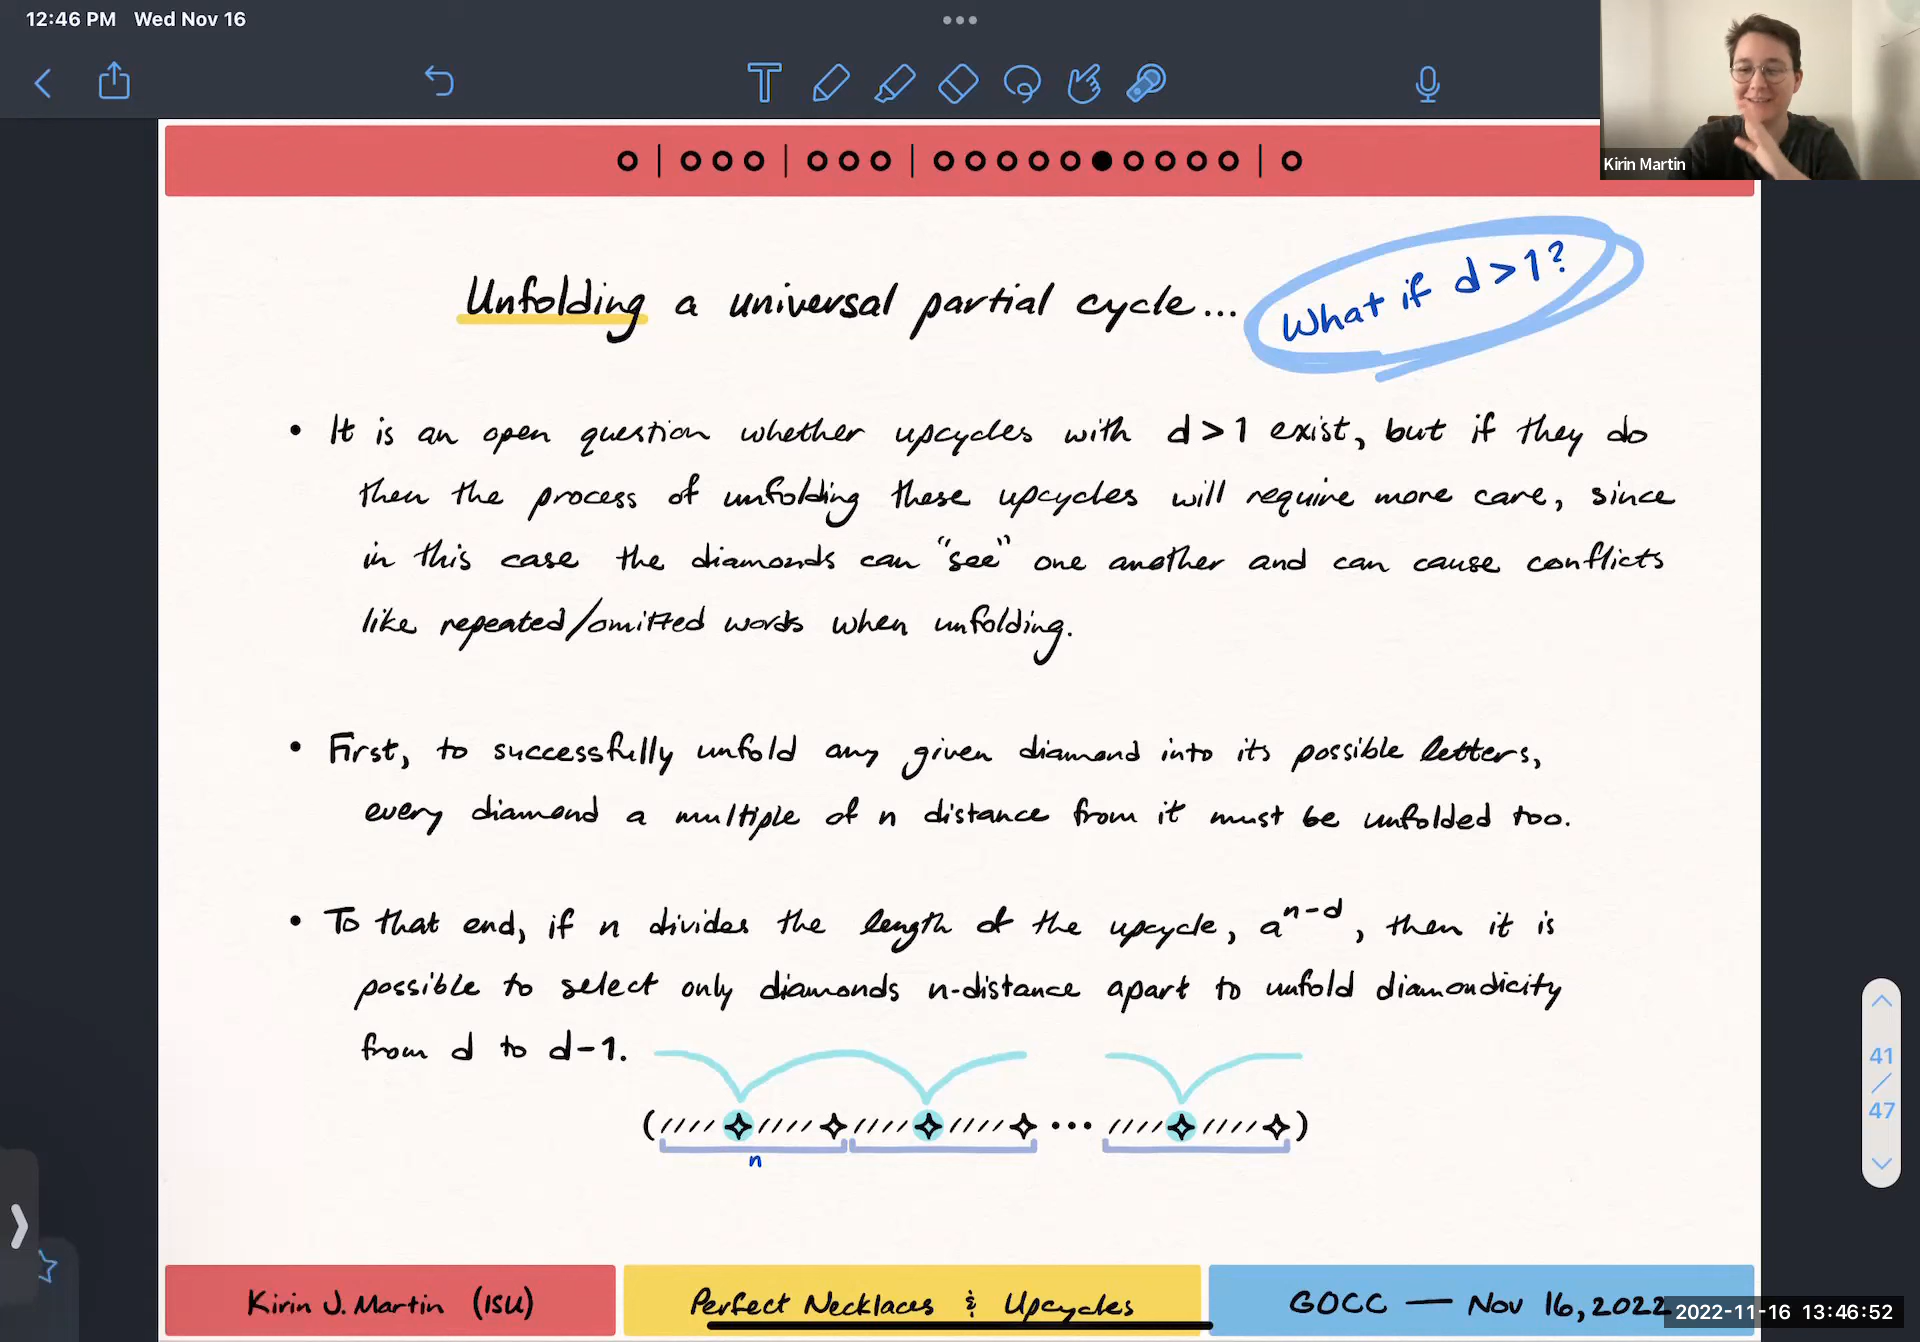 12:46 PM Wed Nov 16
Kirin Martin
Unfolding a universal partial cycle...
What if d > 1?
• It is an open question whether upcycles with d > 1 exist, but if they do
then the process of unfolding these upcycles will require more care, since
in this case the diamonds can "see" one another and can cause conflicts
like repeated/omitted words when unfolding.
• First, to successfully unfold any given diamond into its possible letters,
every diamond a multiple of n distance from it must be unfolded too.
• To that end, if n divides the length of the upcycle, a^{n-d}, then it is
possible to select only diamonds n-distance apart to unfold diamondicity
from d to d-1.
(////✧////✧////✧////✧ ••• ////✧////✧)
n
41
/
47
Kirin J. Martin (ISU)
Perfect Necklaces & Upcycles
GOCC — Nov 16, 2022
2022-11-16 13:46:52